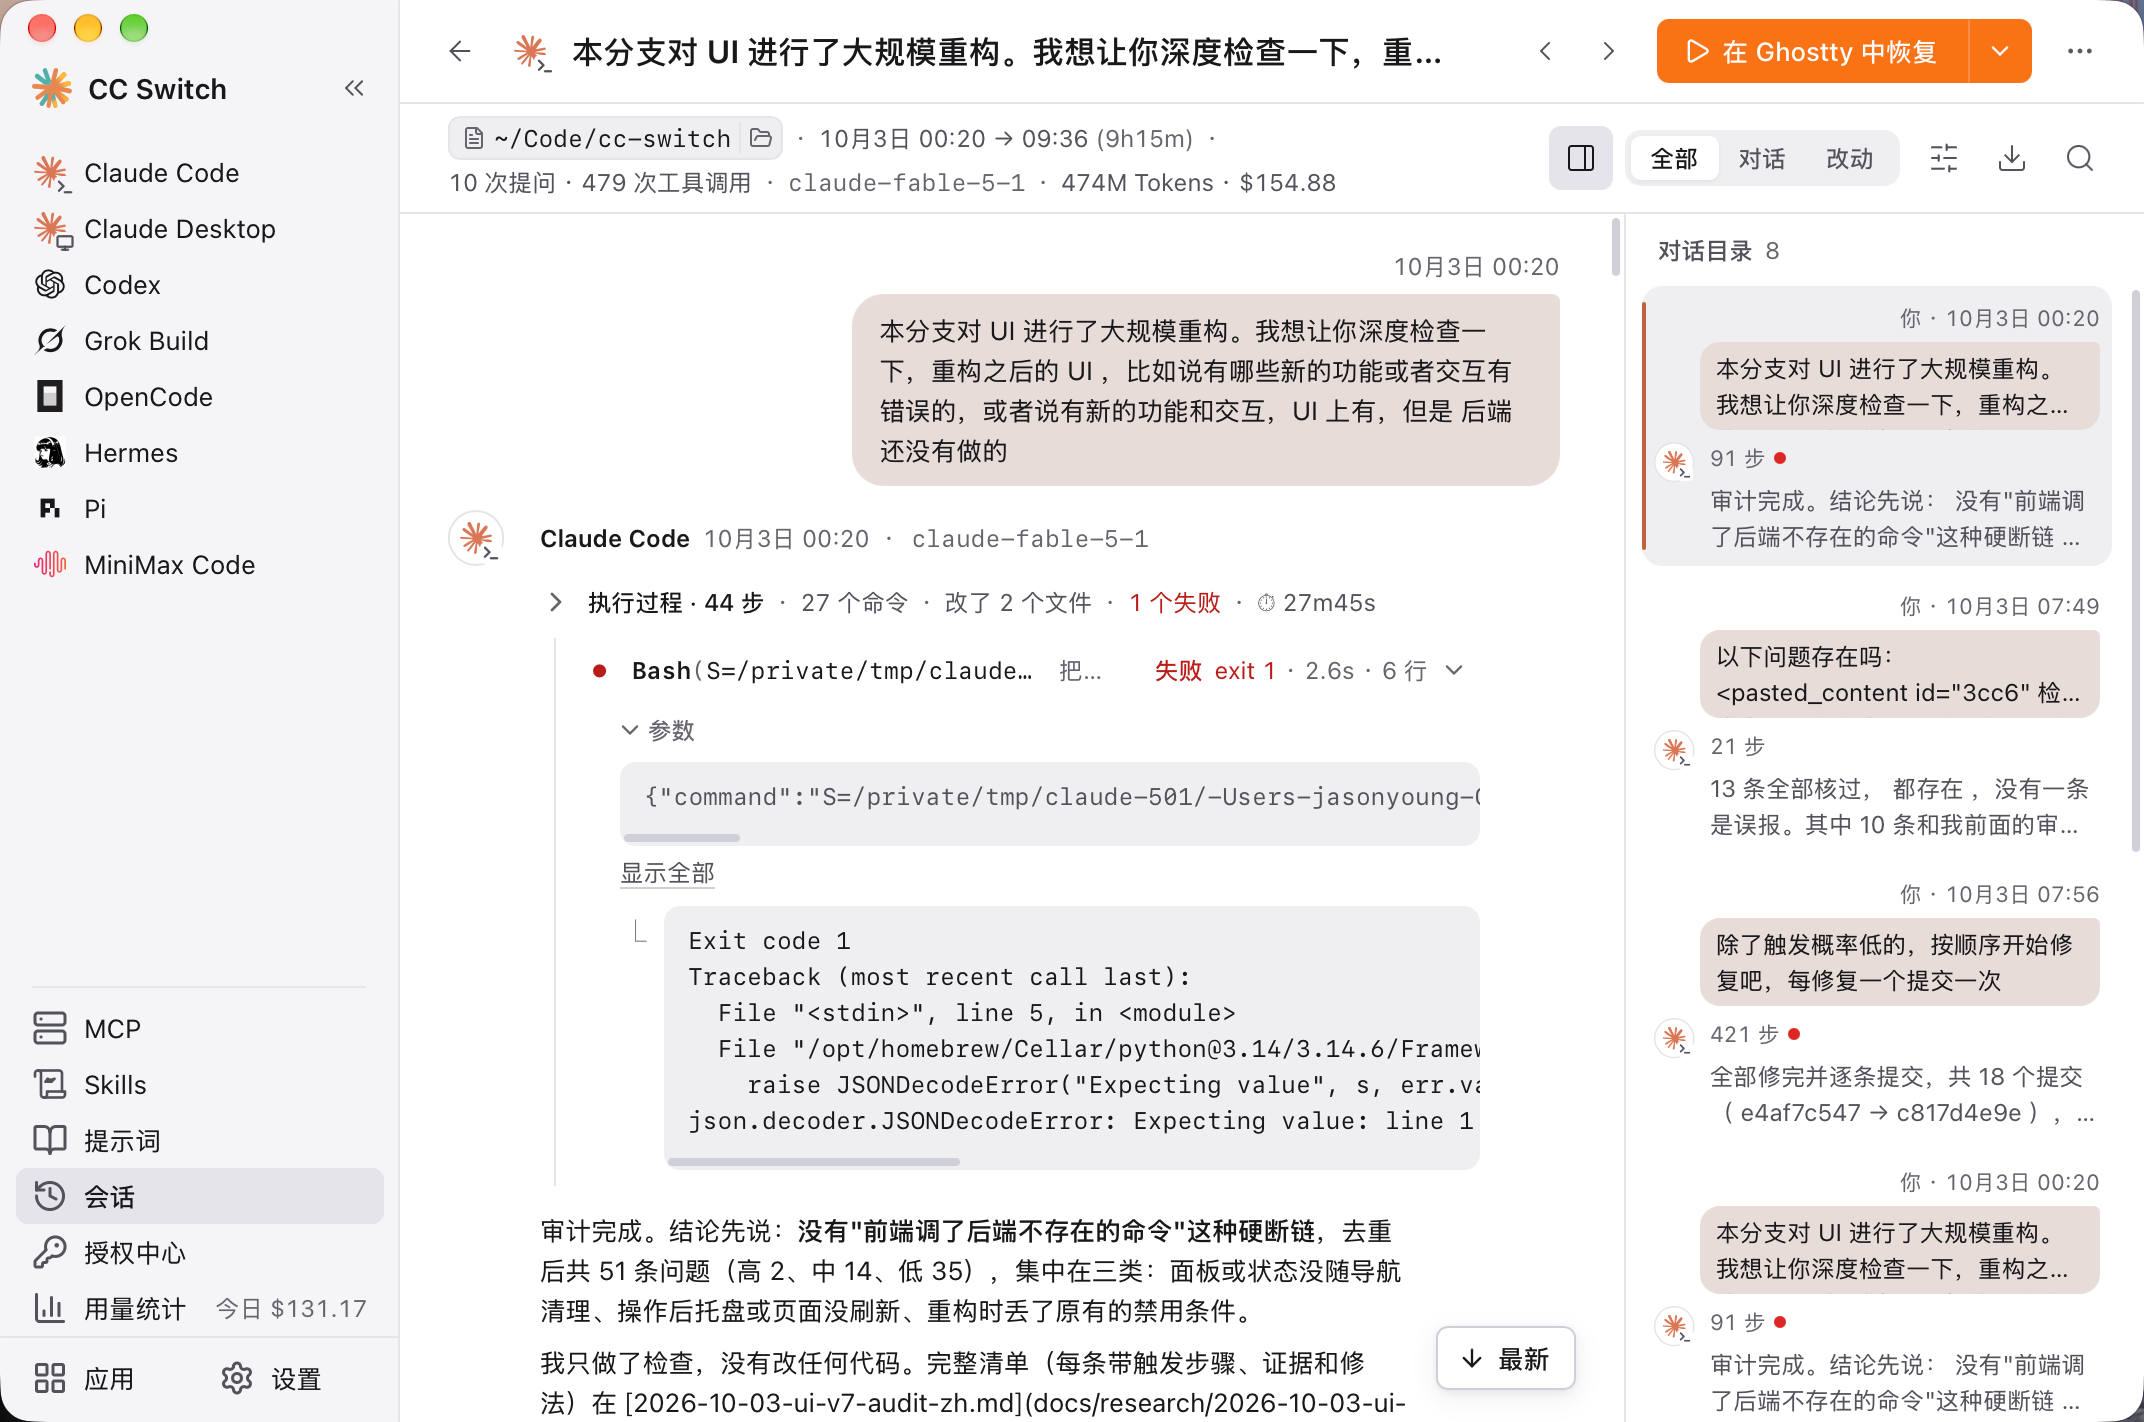 CC Switch
Claude Code
Claude Desktop
Codex
Grok Build
OpenCode
Hermes
Pi
MiniMax Code
MCP
Skills
提示词
会话
授权中心
用量统计 今日 $131.17
应用 设置
本分支对 UI 进行了大规模重构。我想让你深度检查一下，重...
在 Ghostty 中恢复
~/Code/cc-switch · 10月3日 00:20 → 09:36 (9h15m) ·
10 次提问 · 479 次工具调用 · claude-fable-5-1 · 474M Tokens · $154.88
全部 对话 改动
10月3日 00:20
本分支对 UI 进行了大规模重构。我想让你深度检查一
下，重构之后的 UI ，比如说有哪些新的功能或者交互有
错误的，或者说有新的功能和交互，UI 上有，但是 后端
还没有做的
Claude Code 10月3日 00:20 · claude-fable-5-1
执行过程 · 44 步 · 27 个命令 · 改了 2 个文件 · 1 个失败 · 27m45s
Bash(S=/private/tmp/claude… 把… 失败 exit 1 · 2.6s · 6 行
参数
{"command":"S=/private/tmp/claude-501/-Users-jasonyoung-
显示全部
Exit code 1
Traceback (most recent call last):
File "<stdin>", line 5, in <module>
File "/opt/homebrew/Cellar/python@3.14/3.14.6/Framew
raise JSONDecodeError("Expecting value", s, err.va
json.decoder.JSONDecodeError: Expecting value: line 1
审计完成。结论先说：没有"前端调了后端不存在的命令"这种硬断链，去重
后共 51 条问题（高 2、中 14、低 35），集中在三类：面板或状态没随导航
清理、操作后托盘或页面没刷新、重构时丢了原有的禁用条件。
我只做了检查，没有改任何代码。完整清单（每条带触发步骤、证据和修
法）在 [2026-10-03-ui-v7-audit-zh.md](docs/research/2026-10-03-ui-
最新
对话目录 8
你 · 10月3日 00:20
本分支对 UI 进行了大规模重构。
我想让你深度检查一下，重构之...
91 步
审计完成。结论先说： 没有"前端调
了后端不存在的命令"这种硬断链 ...
你 · 10月3日 07:49
以下问题存在吗：
<pasted_content id="3cc6" 检...
21 步
13 条全部核过， 都存在 ，没有一条
是误报。其中 10 条和我前面的审...
你 · 10月3日 07:56
除了触发概率低的，按顺序开始修
复吧，每修复一个提交一次
421 步
全部修完并逐条提交，共 18 个提交
（ e4af7c547 → c817d4e9e ），...
你 · 10月3日 00:20
本分支对 UI 进行了大规模重构。
我想让你深度检查一下，重构之...
91 步
审计完成。结论先说： 没有"前端调
了后端不存在的命令"这种硬断链 ...